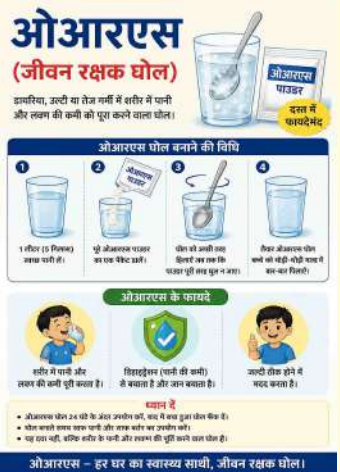 ओआरएस
(जीवन रक्षक घोल)
डायरिया, उल्टी या तेज गर्मी में शरीर में पानी
और लवण की कमी को पूरा करने वाला घोल।
ओआरएस
पाउडर
दस्त में
फायदेमंद
ओआरएस घोल बनाने की विधि
1
2
3
4
ओआरएस
पाउडर
1 लीटर (5 गिलास)
स्वच्छ पानी लें।
पूरे ओआरएस पाउडर
का एक पैकेट डालें।
घोल को अच्छी तरह
हिलाएं जब तक कि
पाउडर पूरी तरह घुल न जाए।
तैयार ओआरएस घोल
बच्चे को थोड़ी-थोड़ी मात्रा में
बार-बार पिलाएं।
ओआरएस के फायदे
शरीर में पानी और
लवण की कमी पूरी करता है।
डिहाइड्रेशन (पानी की कमी)
से बचाता है और जान बचाता है।
जल्दी ठीक होने में
मदद करता है।
ध्यान दें
• ओआरएस घोल 24 घंटे के अंदर उपयोग करें, बाद में बचा हुआ घोल फेंक दें।
• घोल बनाते समय साफ पानी और साफ बर्तन का उपयोग करें।
• यह दवा नहीं, बल्कि शरीर के पानी और लवण की पूर्ति करने वाला घोल है।
ओआरएस – हर घर का स्वास्थ्य साथी, जीवन रक्षक घोल।